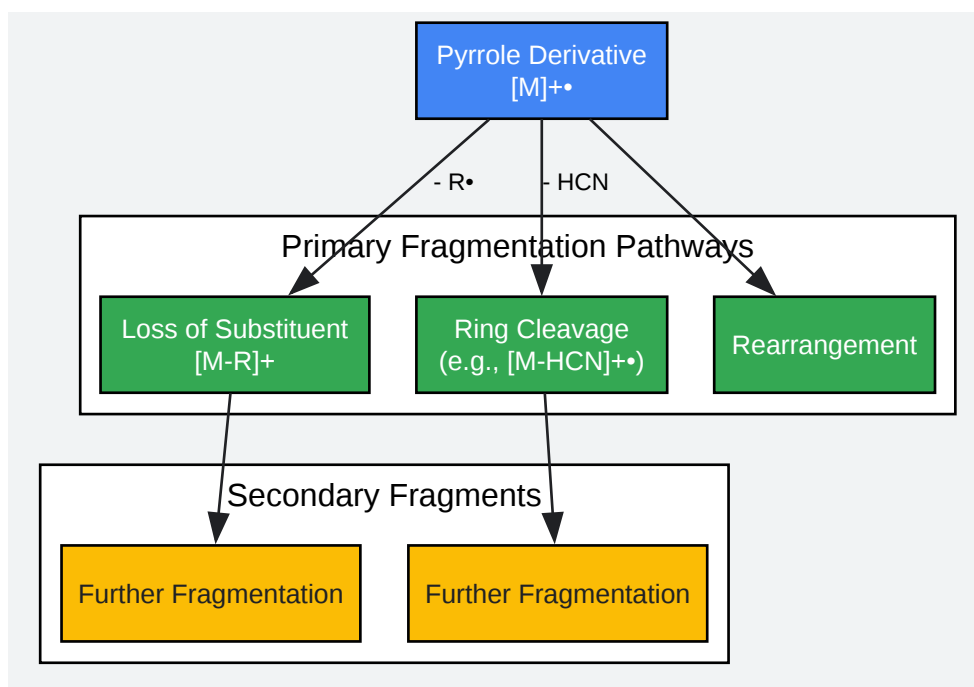 Pyrrole Derivative
[M]+•
- R•
- HCN
Primary Fragmentation Pathways
Loss of Substituent
[M-R]+
Ring Cleavage
(e.g., [M-HCN]+•)
Rearrangement
Secondary Fragments
Further Fragmentation
Further Fragmentation